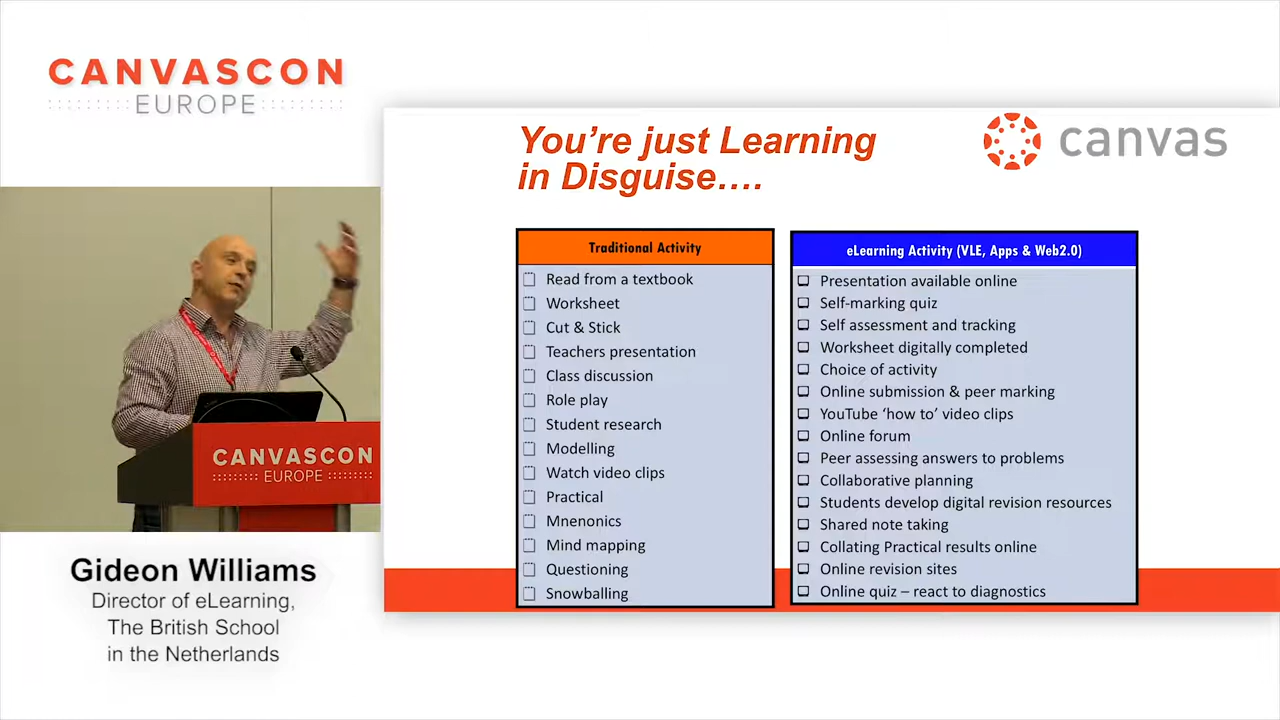 CANVASCON
EUROPE
You're just Learning
in Disguise….
canvas
Traditional Activity
Read from a textbook
Worksheet
Cut & Stick
Teachers presentation
Class discussion
Role play
Student research
Modelling
Watch video clips
Practical
Mnenonics
Mind mapping
Questioning
Snowballing
eLearning Activity (VLE, Apps & Web2.0)
Presentation available online
Self-marking quiz
Self assessment and tracking
Worksheet digitally completed
Choice of activity
Online submission & peer marking
YouTube 'how to' video clips
Online forum
Peer assessing answers to problems
Collaborative planning
Students develop digital revision resources
Shared note taking
Collating Practical results online
Online revision sites
Online quiz – react to diagnostics
CANVASCON
EUROPE
Gideon Williams
Director of eLearning,
The British School
in the Netherlands